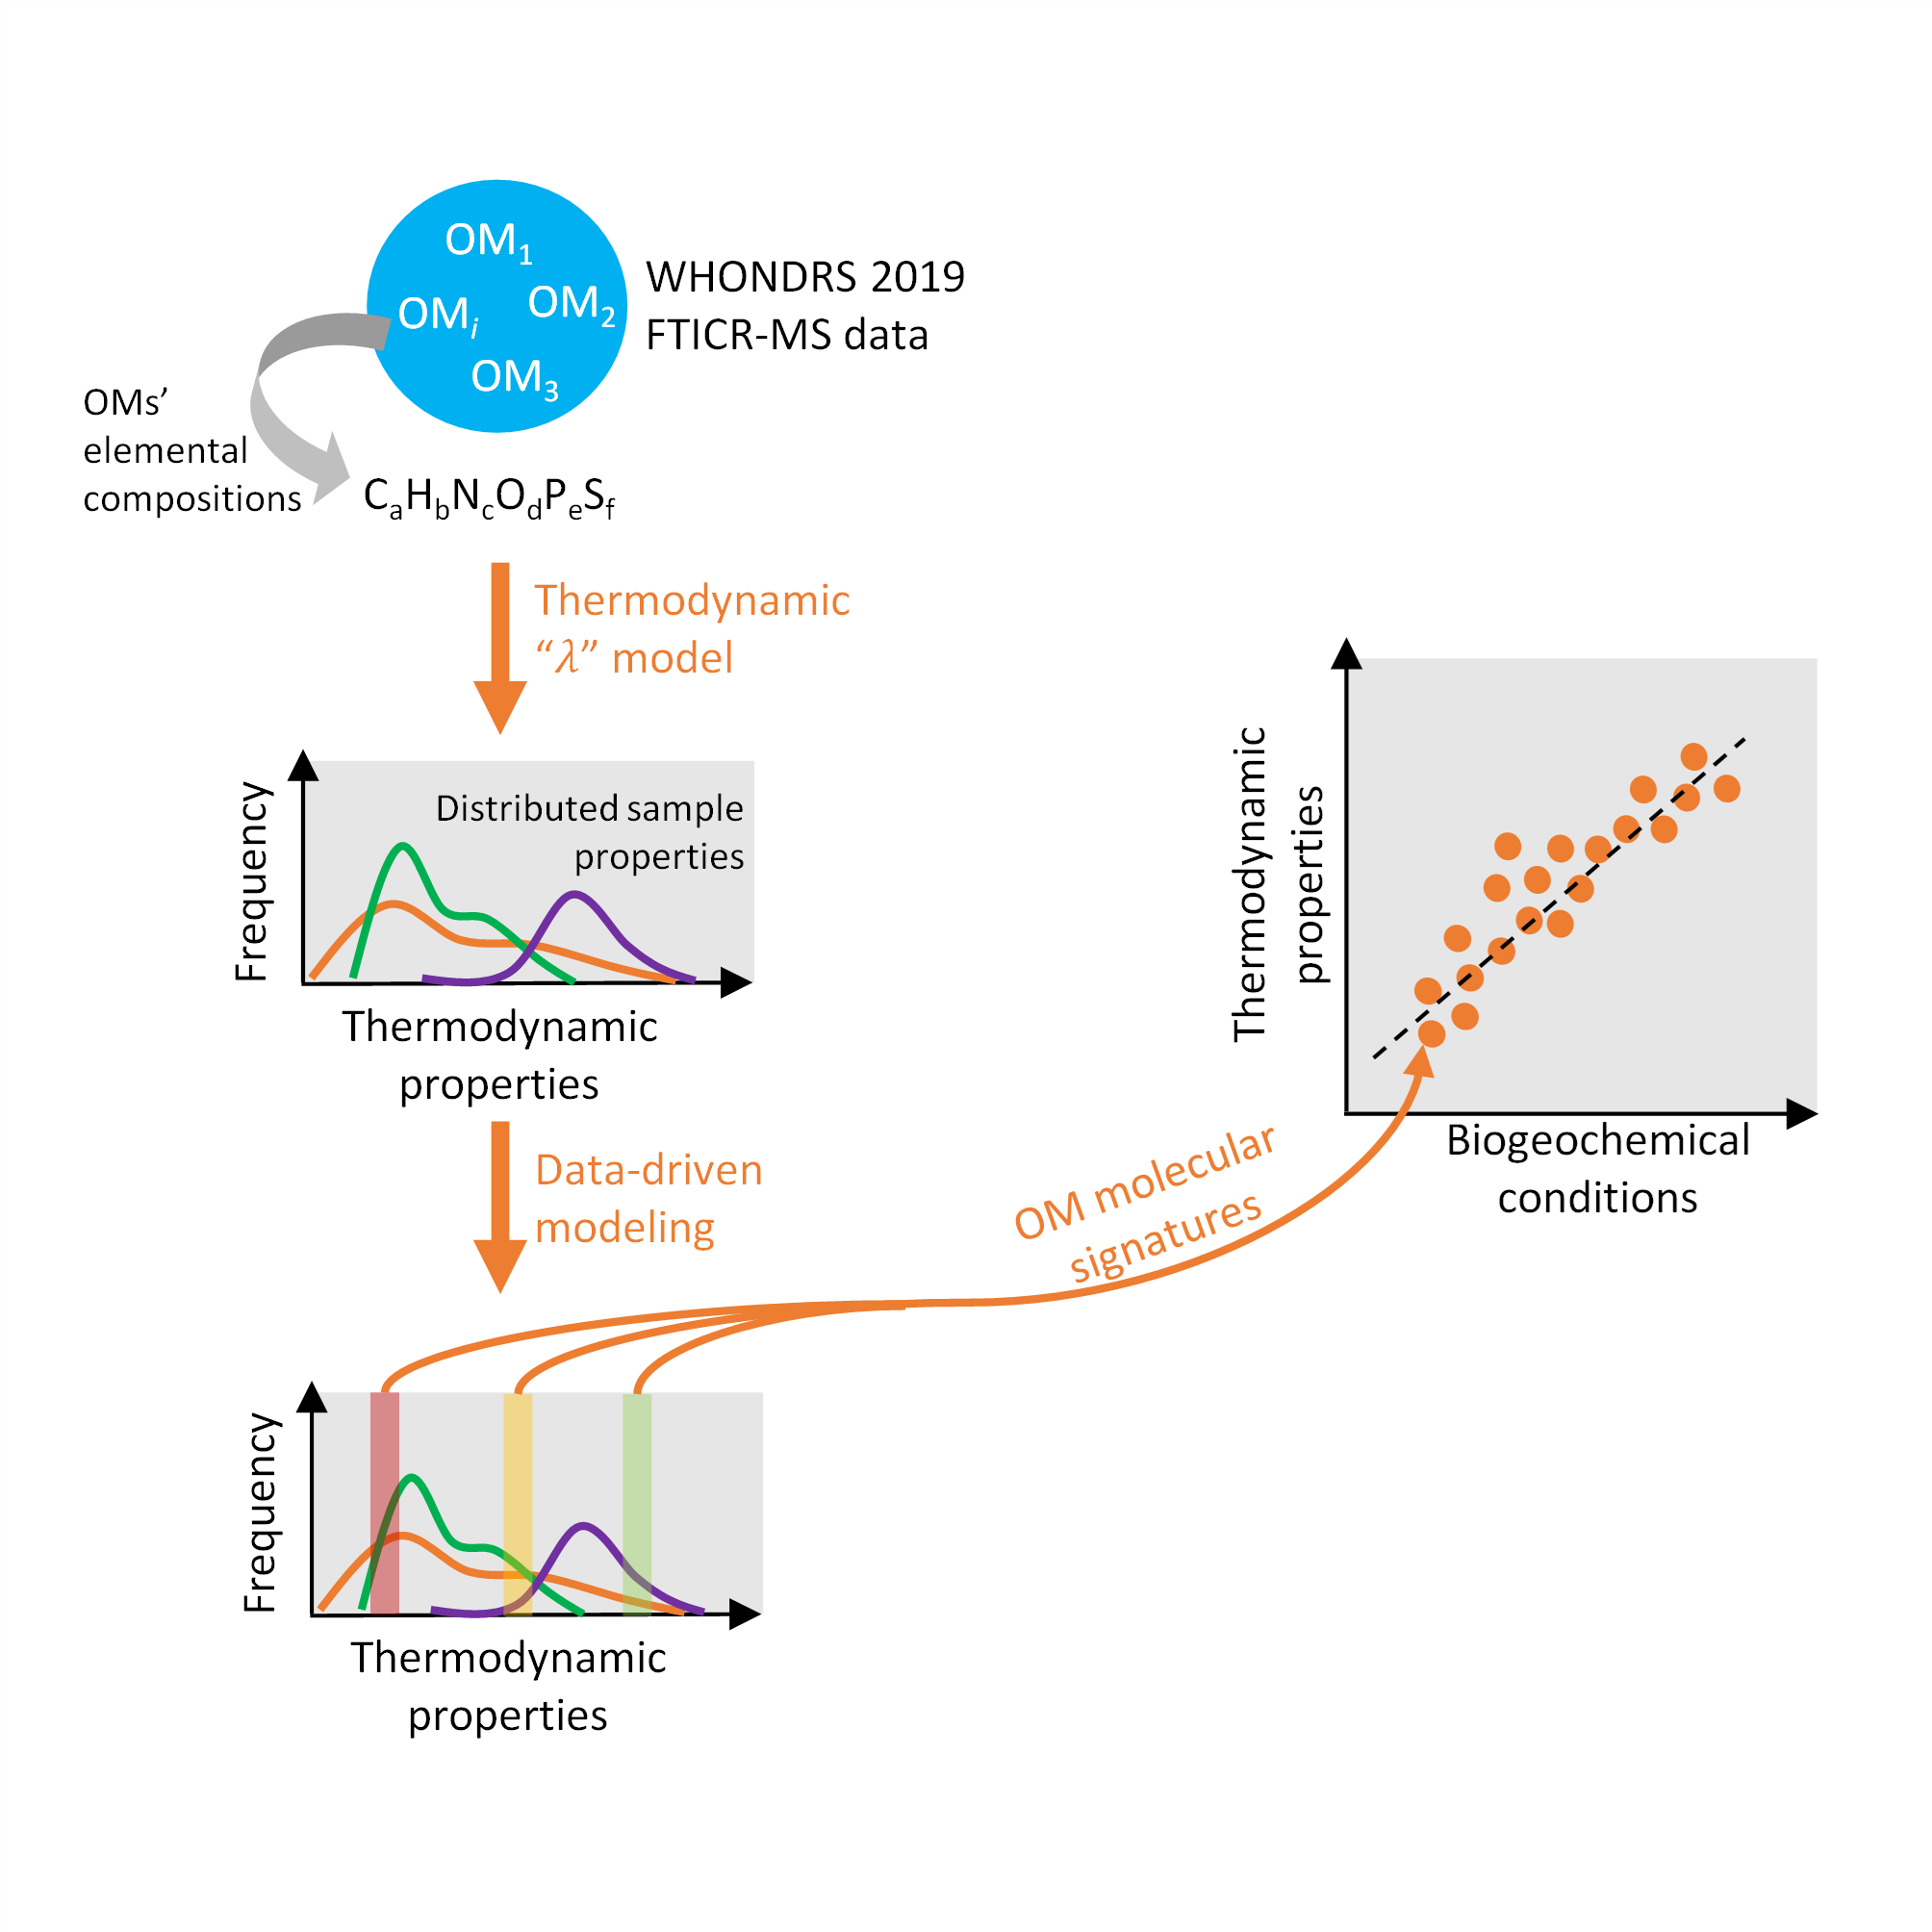 OM1
OMi
OM2
OM3
WHONDRS 2019
FTICR-MS data
OMs’
elemental
compositions
CaHbNcOdPeSf
Thermodynamic
“λ” model
Frequency
Distributed sample
properties
Thermodynamic
properties
Data-driven
modeling
OM molecular
signatures
Frequency
Thermodynamic
properties
Thermodynamic
properties
Biogeochemical
conditions